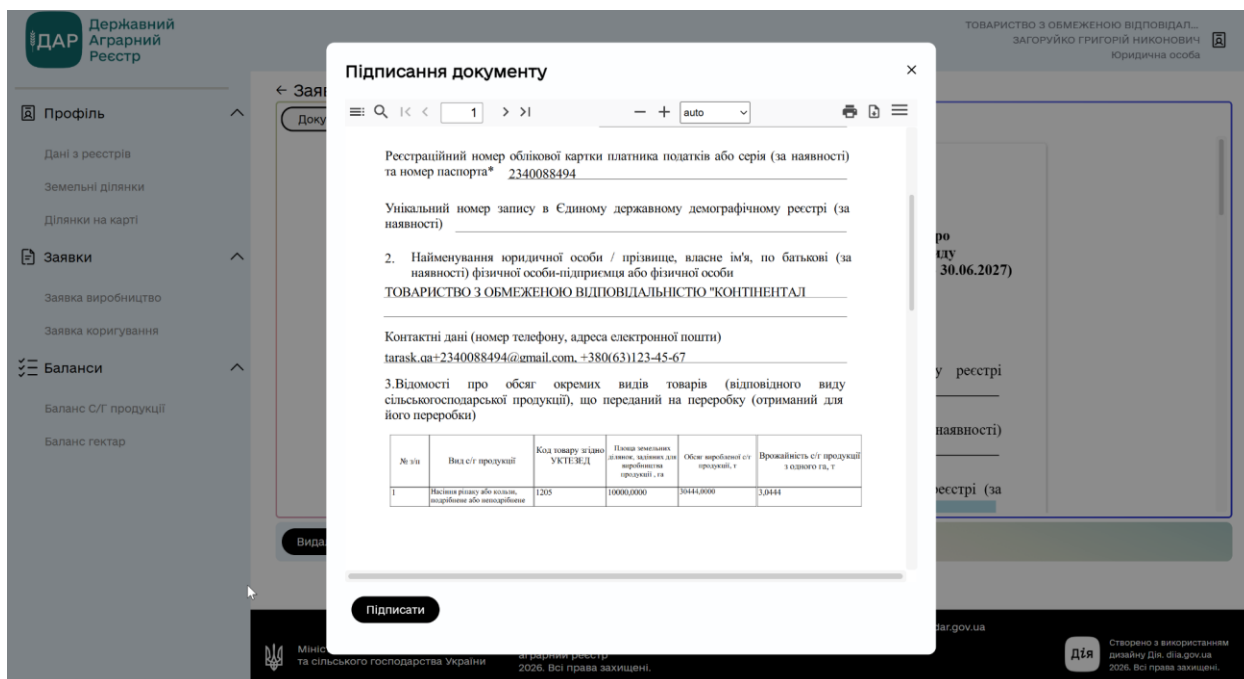 ДАР
Державний
Аграрний
Реєстр
ТОВАРИСТВО З ОБМЕЖЕНОЮ ВІДПОВІДАЛ...
ЗАГОРУЙКО ГРИГОРІЙ НИКОНОВИЧ
Юридична особа
Профіль
Дані з реєстрів
Земельні ділянки
Ділянки на карті
Заявки
Заявка виробництво
Заявка коригування
Баланси
Баланс С/Г продукції
Баланс гектар
Підписання документу
1
auto
Реєстраційний номер облікової картки платника податків або серія (за наявності)
та номер паспорта* 2340088494
Унікальний номер запису в Єдиному державному демографічному реєстрі (за
наявності)
2. Найменування юридичної особи / прізвище, власне ім'я, по батькові (за
наявності) фізичної особи-підприємця або фізичної особи
ТОВАРИСТВО З ОБМЕЖЕНОЮ ВІДПОВІДАЛЬНІСТЮ "КОНТІНЕНТАЛ
Контактні дані (номер телефону, адреса електронної пошти)
tarask.qa+2340088494@gmail.com, +380(63)123-45-67
3.Відомості про обсяг окремих видів товарів (відповідного виду
сільськогосподарської продукції), що переданий на переробку (отриманий для
його переробки)
№ з/п
Вид с/г продукції
Код товару згідно
УКТЕЗЕД
Площа земельних
ділянок, задіяних для
виробництва
продукції , га
Обсяг виробленої с/г
продукції, т
Врожайність с/г продукції
з одного га, т
1
Насіння ріпаку або кользи,
подрібнене або неподрібнене
1205
10000,0000
30444,0000
3,0444
Підписати
30.06.2027)
у реєстрі
наявності)
реєстрі (за
dar.gov.ua
та сільського господарства України
2026. Всі права захищені.
Дія
Створено з використанням
дизайну Дія. diia.gov.ua
2026. Всі права захищені.